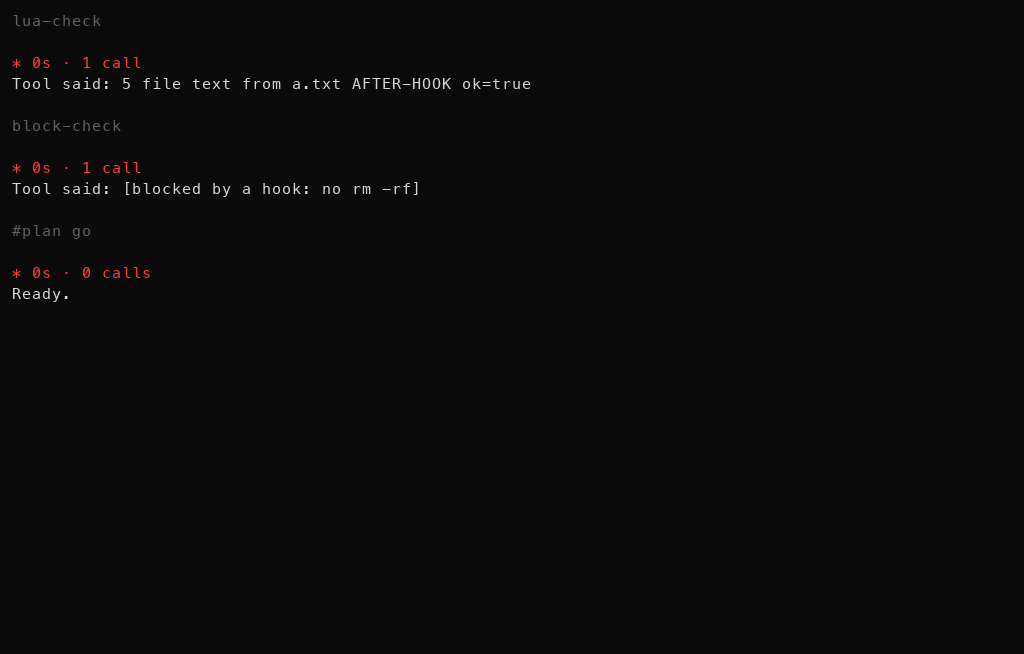 lua-check
* 0s · 1 call
Tool said: 5 file text from a.txt AFTER-HOOK ok=true
block-check
* 0s · 1 call
Tool said: [blocked by a hook: no rm -rf]
#plan go
* 0s · 0 calls
Ready.